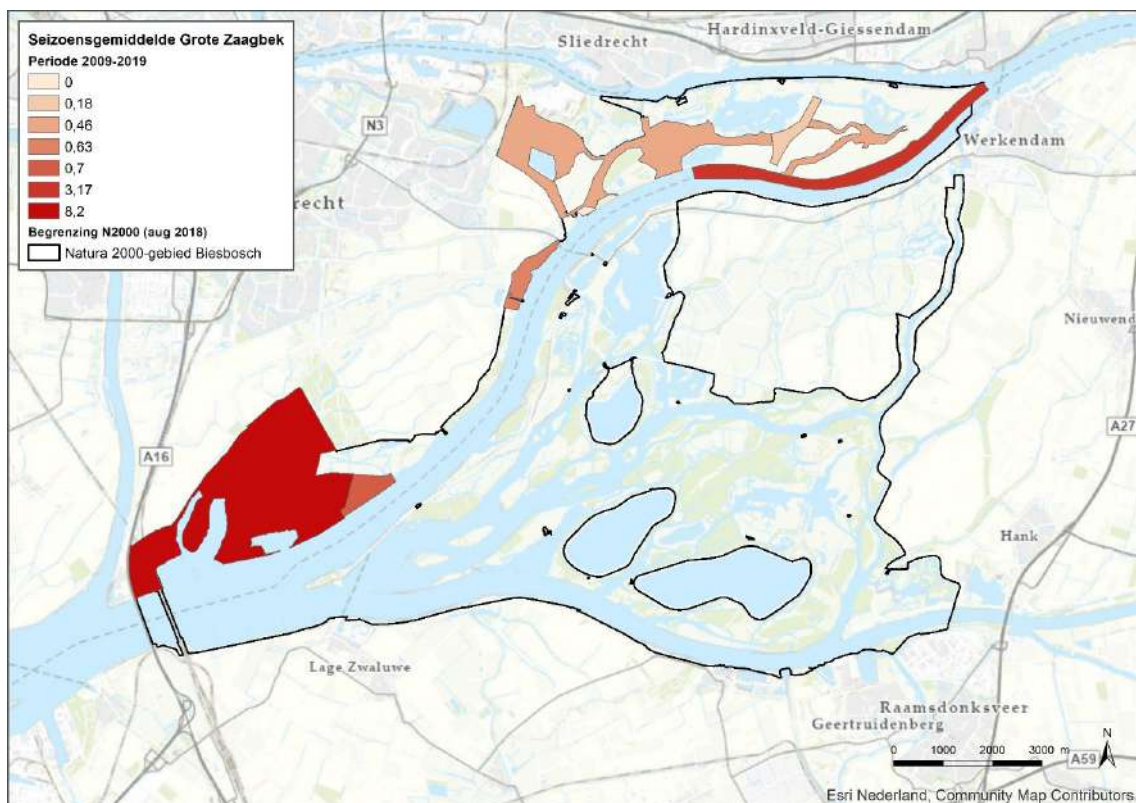 Seizoensgemiddelde Grote Zaagbek
Periode 2009-2019
0
0,18
0,46
0,63
0,7
3,17
8,2
Begrenzing N2000 (aug 2018)
Natura 2000-gebied Biesbosch
Hardinxveld-Giessendam
Sliedrecht
N3
Werkendam
recht
Nieuwend
A27
A16
Hank
Lage Zwaluwe
Raamsdonksveer
Geertruidenberg
N
0 1000 2000 3000 m
A59
Esri Nederland, Community Map Contributors